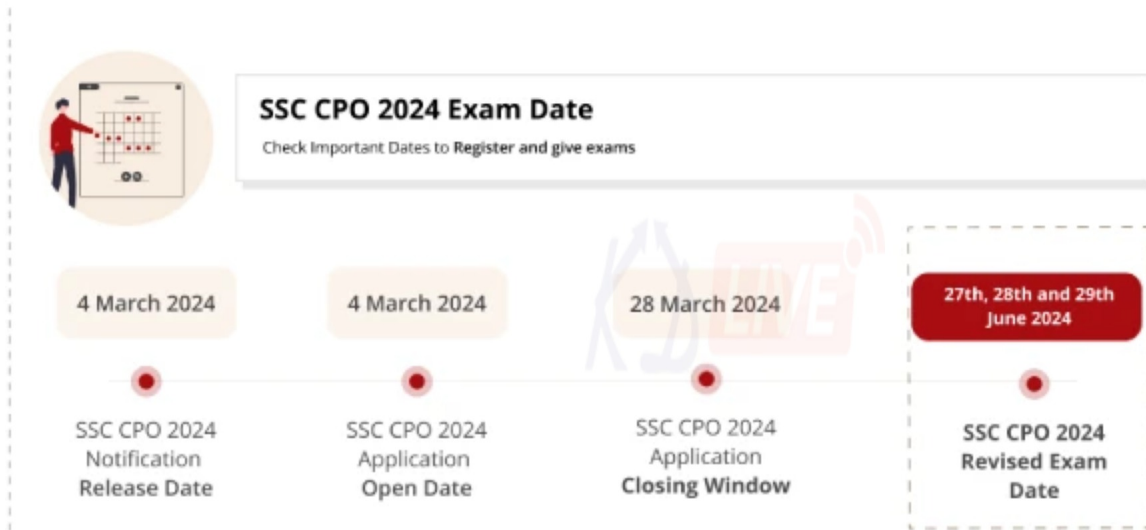 SSC CPO 2024 Exam Date
Check Important Dates to Register and give exams
LIVE
4 March 2024
4 March 2024
28 March 2024
27th, 28th and 29th
June 2024
SSC CPO 2024
Notification
Release Date
SSC CPO 2024
Application
Open Date
SSC CPO 2024
Application
Closing Window
SSC CPO 2024
Revised Exam
Date